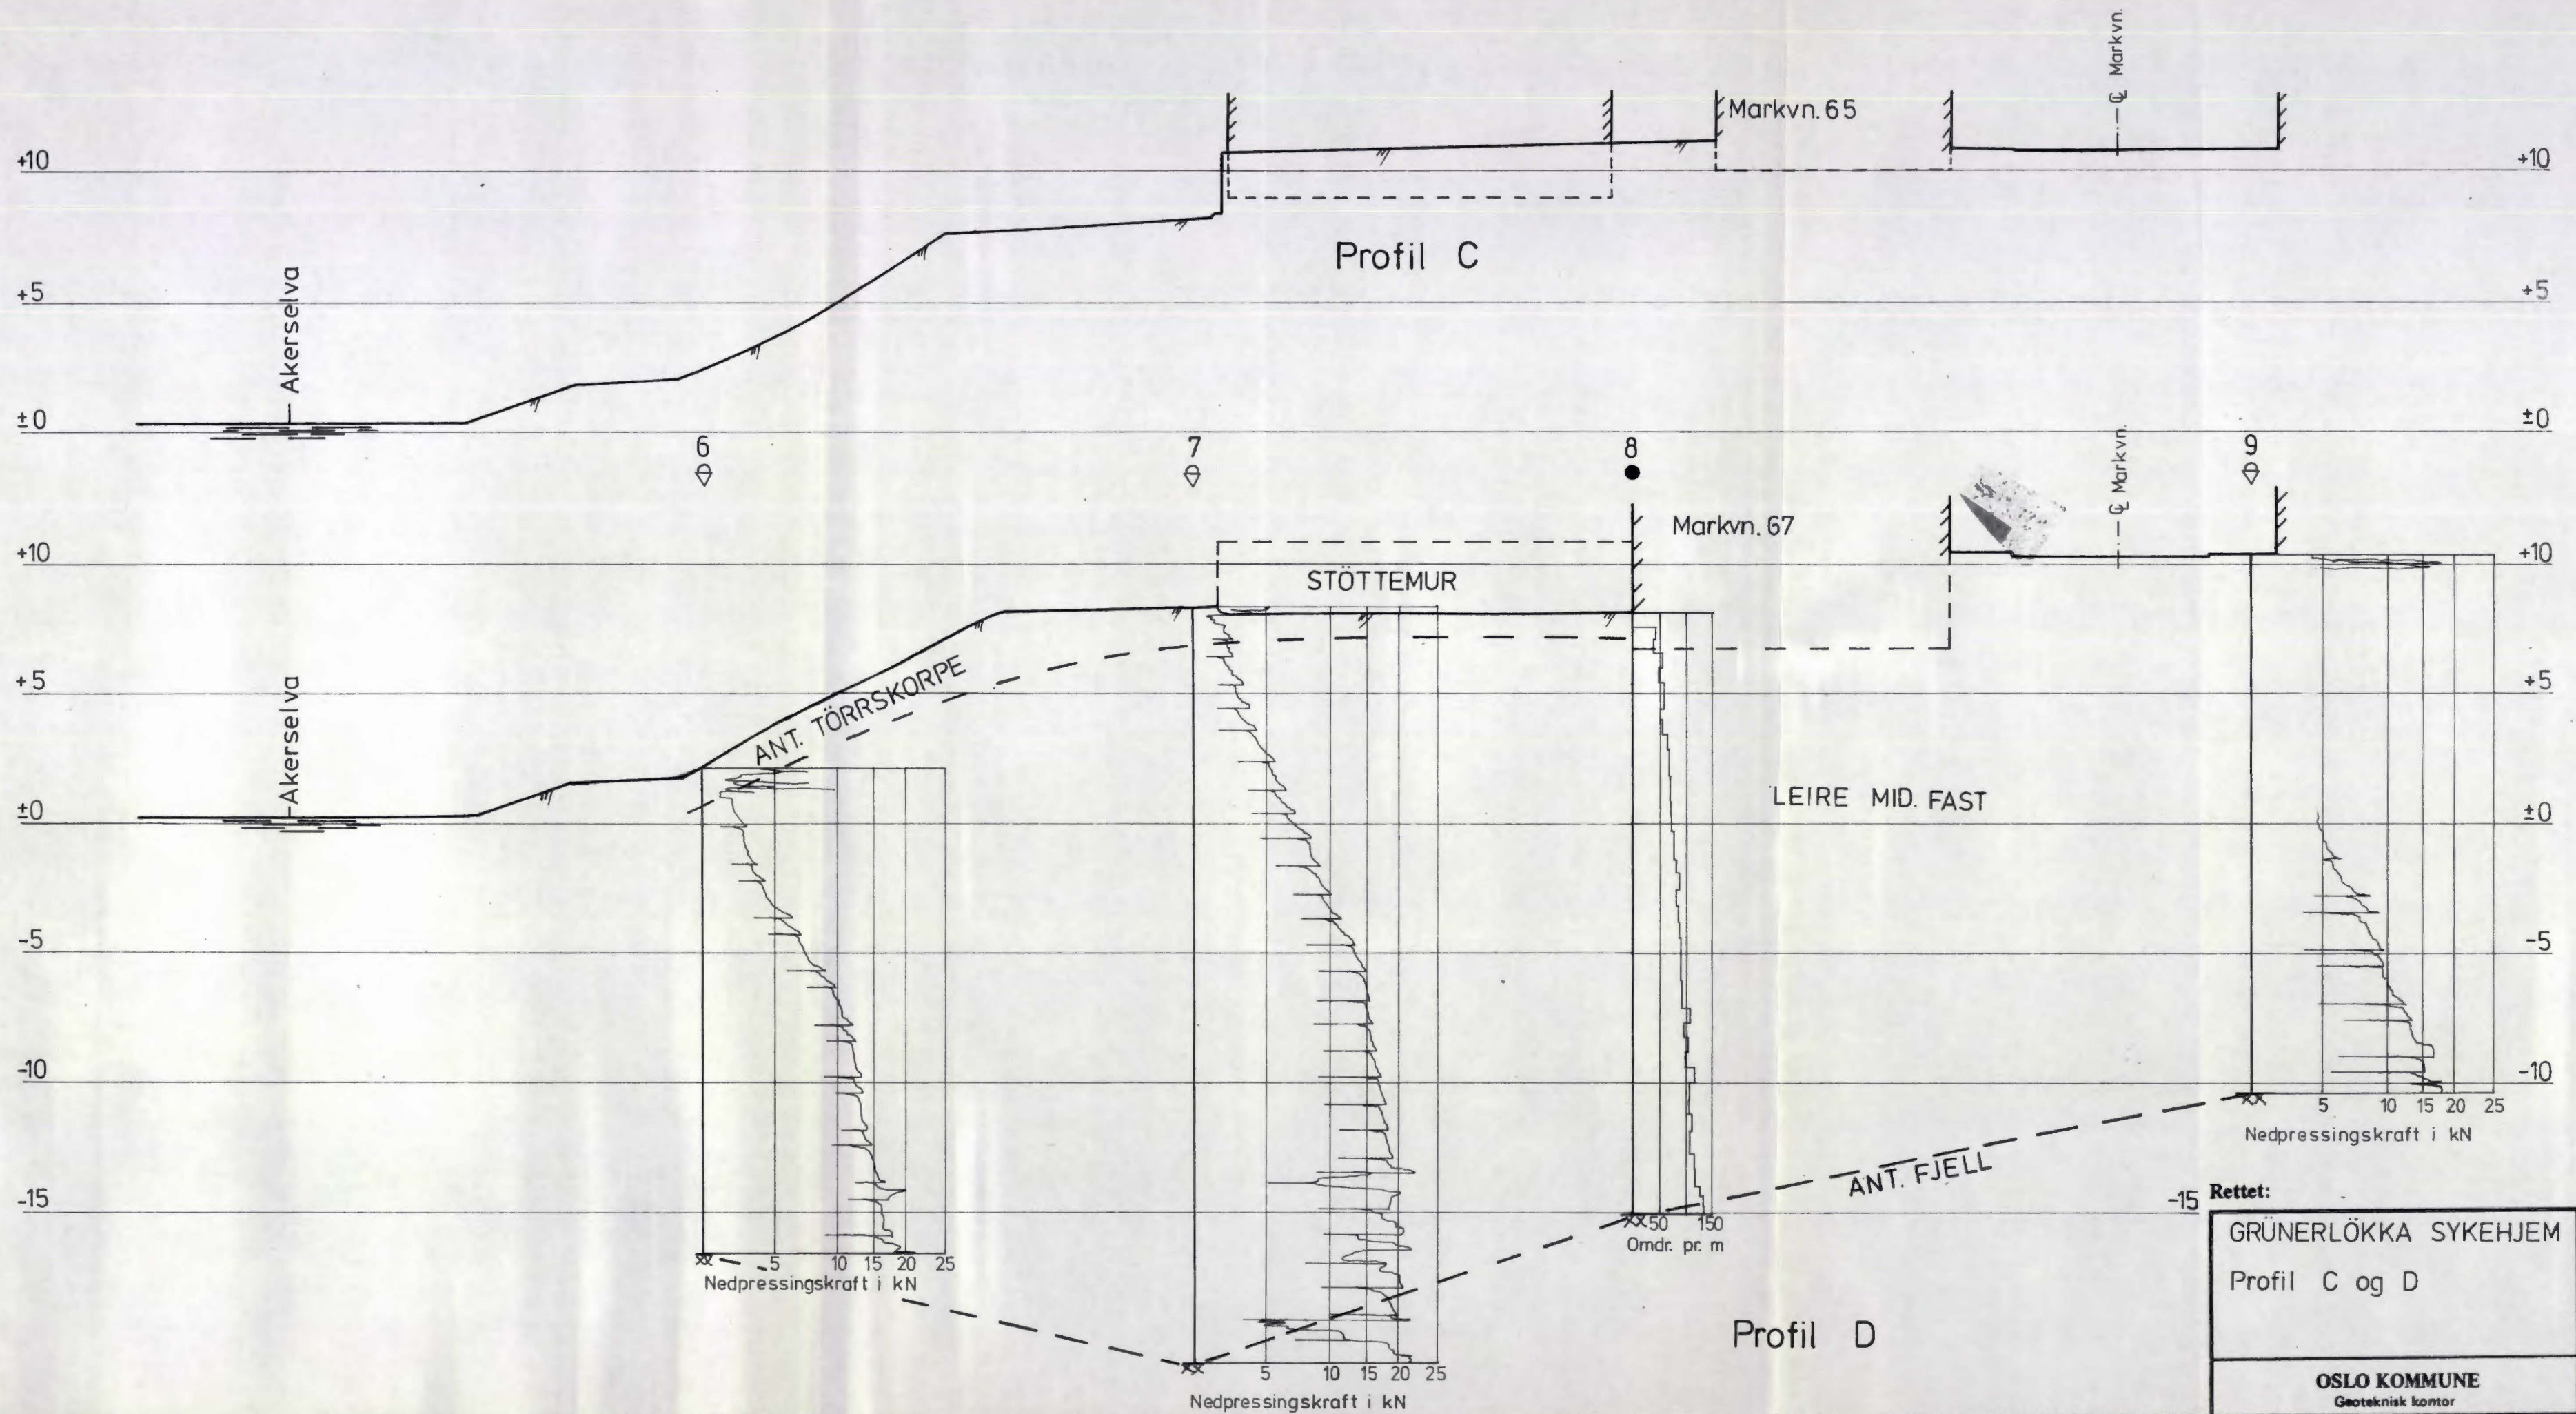 ℄ Markvn.
Markvn. 65
+10
+10
Profil C
Akerselva
+5
+5
±0
±0
6
7
8
9
℄ Markvn.
Markvn. 67
+10
+10
STÖTTEMUR
ANT. TÖRRSKORPE
Akerselva
+5
+5
LEIRE MID. FAST
±0
±0
-5
-5
-10
-10
5 10 15 20 25
Nedpressingskraft i kN
ANT. FJELL
-15
-15
50 150
Omdr. pr. m
5 10 15 20 25
Nedpressingskraft i kN
Profil D
5 10 15 20 25
Nedpressingskraft i kN
Rettet:
GRÜNERLÖKKA SYKEHJEM
Profil C og D
OSLO KOMMUNE
Geoteknisk kontor